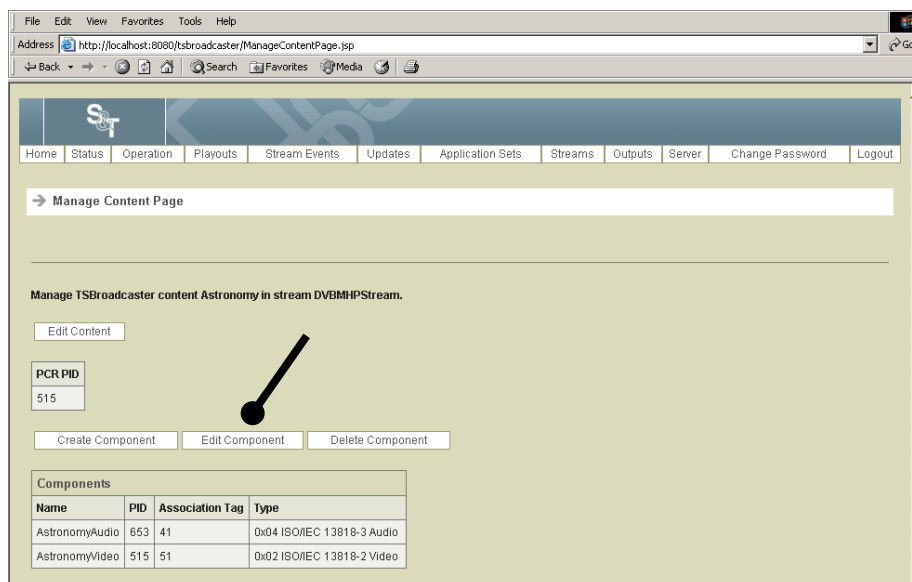 File Edit View Favorites Tools Help
Address http://localhost:8080/tsbroadcaster/ManageContentPage.jsp Go
Back Search Favorites Media
S&T
Home Status Operation Playouts Stream Events Updates Application Sets Streams Outputs Server Change Password Logout
Manage Content Page
Manage TSBroadcaster content Astronomy in stream DVBMHPStream.
Edit Content
PCR PID
515
Create Component Edit Component Delete Component
Components
Name PID Association Tag Type
AstronomyAudio 653 41 0x04 ISO/IEC 13818-3 Audio
AstronomyVideo 515 51 0x02 ISO/IEC 13818-2 Video